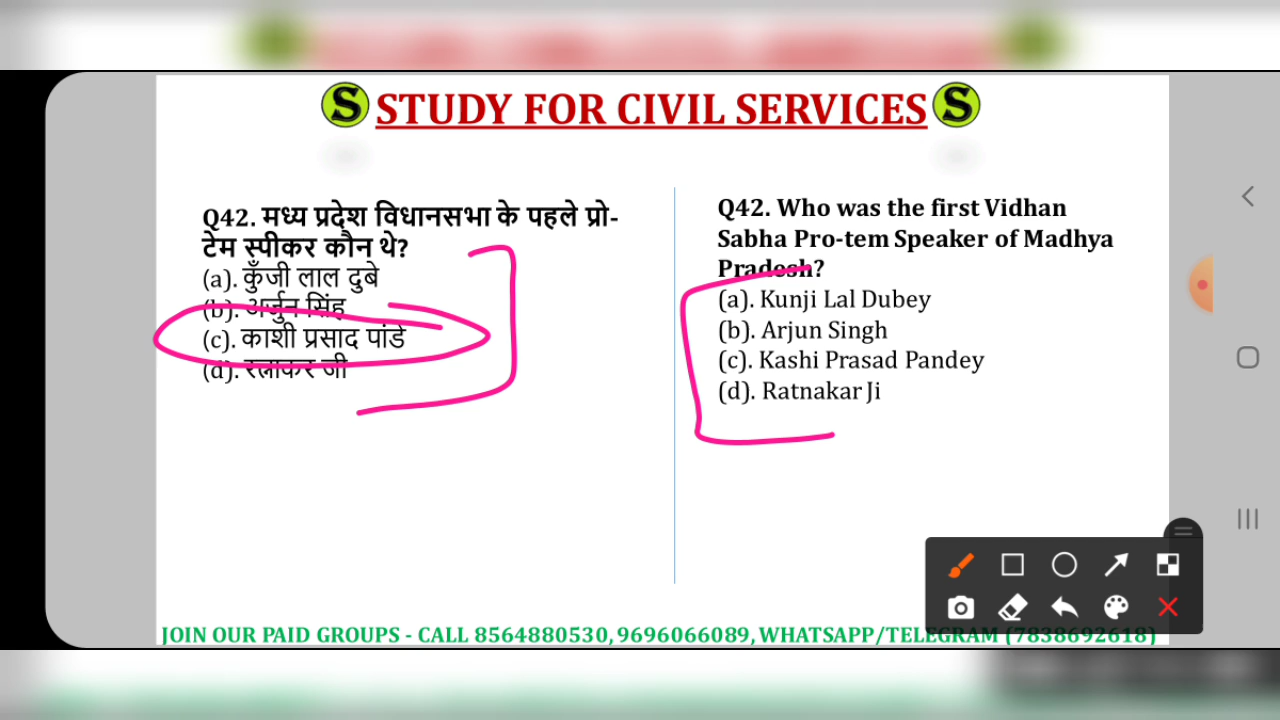 S STUDY FOR CIVIL SERVICES S
Q42. मध्य प्रदेश विधानसभा के पहले प्रो-
टेम स्पीकर कौन थे?
(a). कुँजी लाल दुबे
(b). अर्जुन सिंह
(c). काशी प्रसाद पांडे
(d). रत्नाकर जी
Q42. Who was the first Vidhan
Sabha Pro-tem Speaker of Madhya
Pradesh?
(a). Kunji Lal Dubey
(b). Arjun Singh
(c). Kashi Prasad Pandey
(d). Ratnakar Ji
JOIN OUR PAID GROUPS - CALL 8564880530, 9696066089, WHATSAPP/TELEGRAM (7838692618)